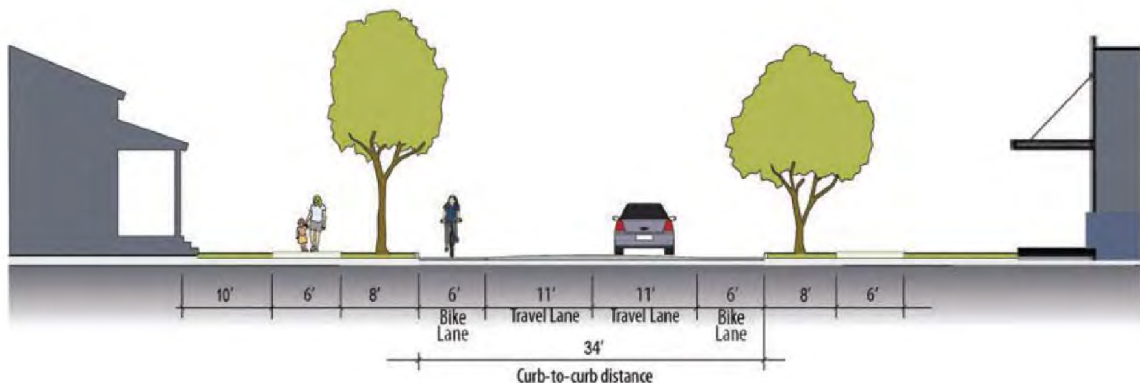 10' 6' 8' 6' 11' 11' 6' 8' 6'
Bike Travel Lane Travel Lane Bike
Lane Lane
34'
Curb-to-curb distance